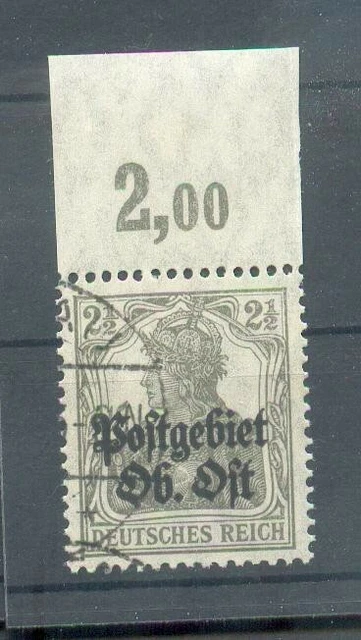 2,00
2½ 2½
Postgebiet
Ob. Ost
DEUTSCHES REICH